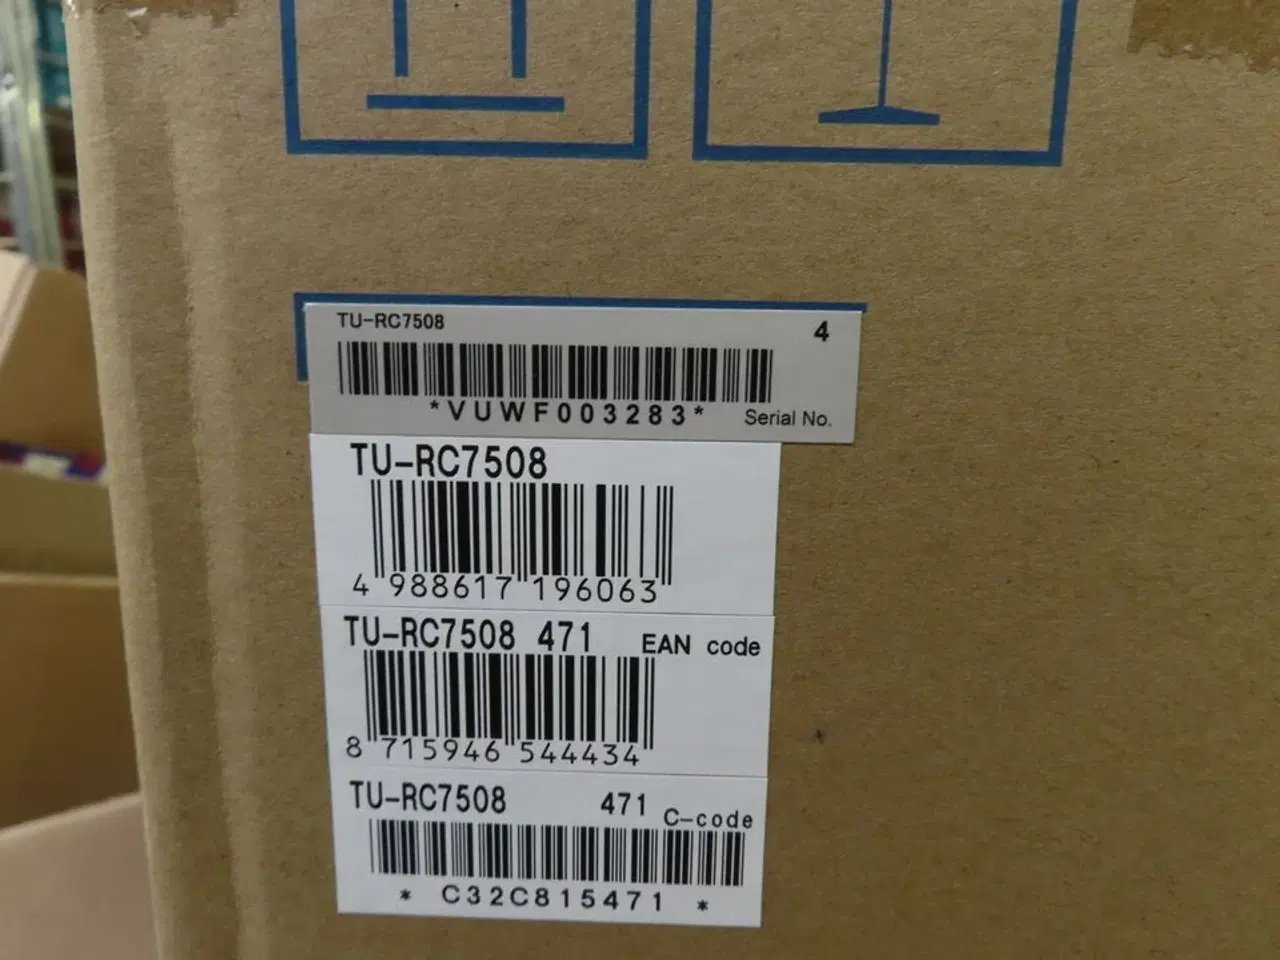 TU-RC7508 4
*VUWF003283* Serial No.
TU-RC7508
4 988617 196063
TU-RC7508 471 EAN code
8 715946 544434
TU-RC7508 471 C-code
* C32C815471 *